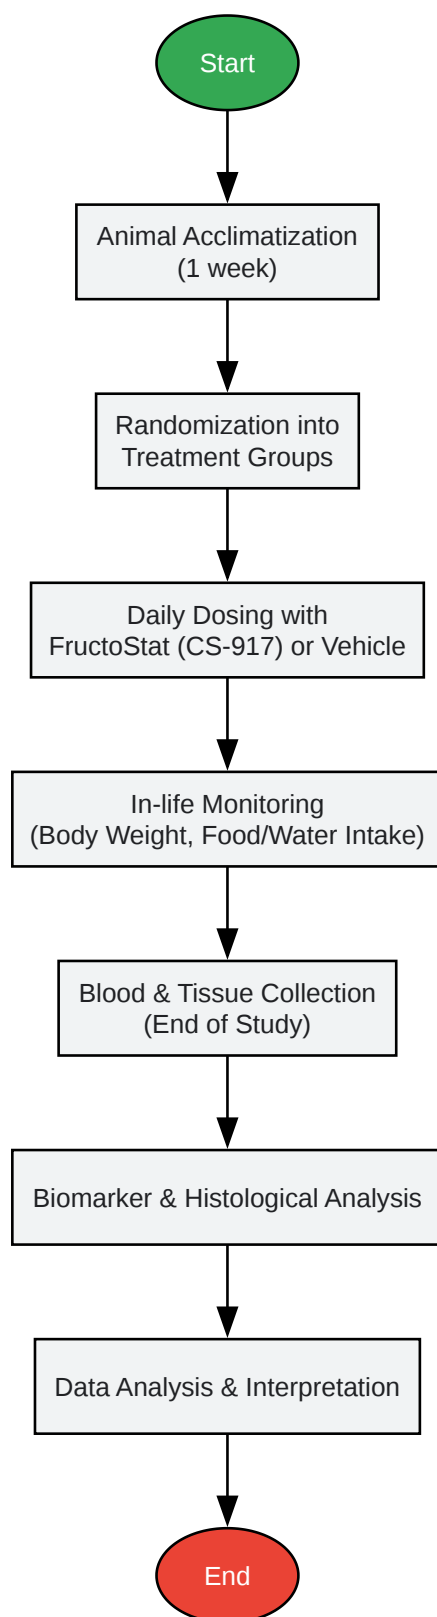 Start
Animal Acclimatization
(1 week)
Randomization into
Treatment Groups
Daily Dosing with
FructoStat (CS-917) or Vehicle
In-life Monitoring
(Body Weight, Food/Water Intake)
Blood & Tissue Collection
(End of Study)
Biomarker & Histological Analysis
Data Analysis & Interpretation
End